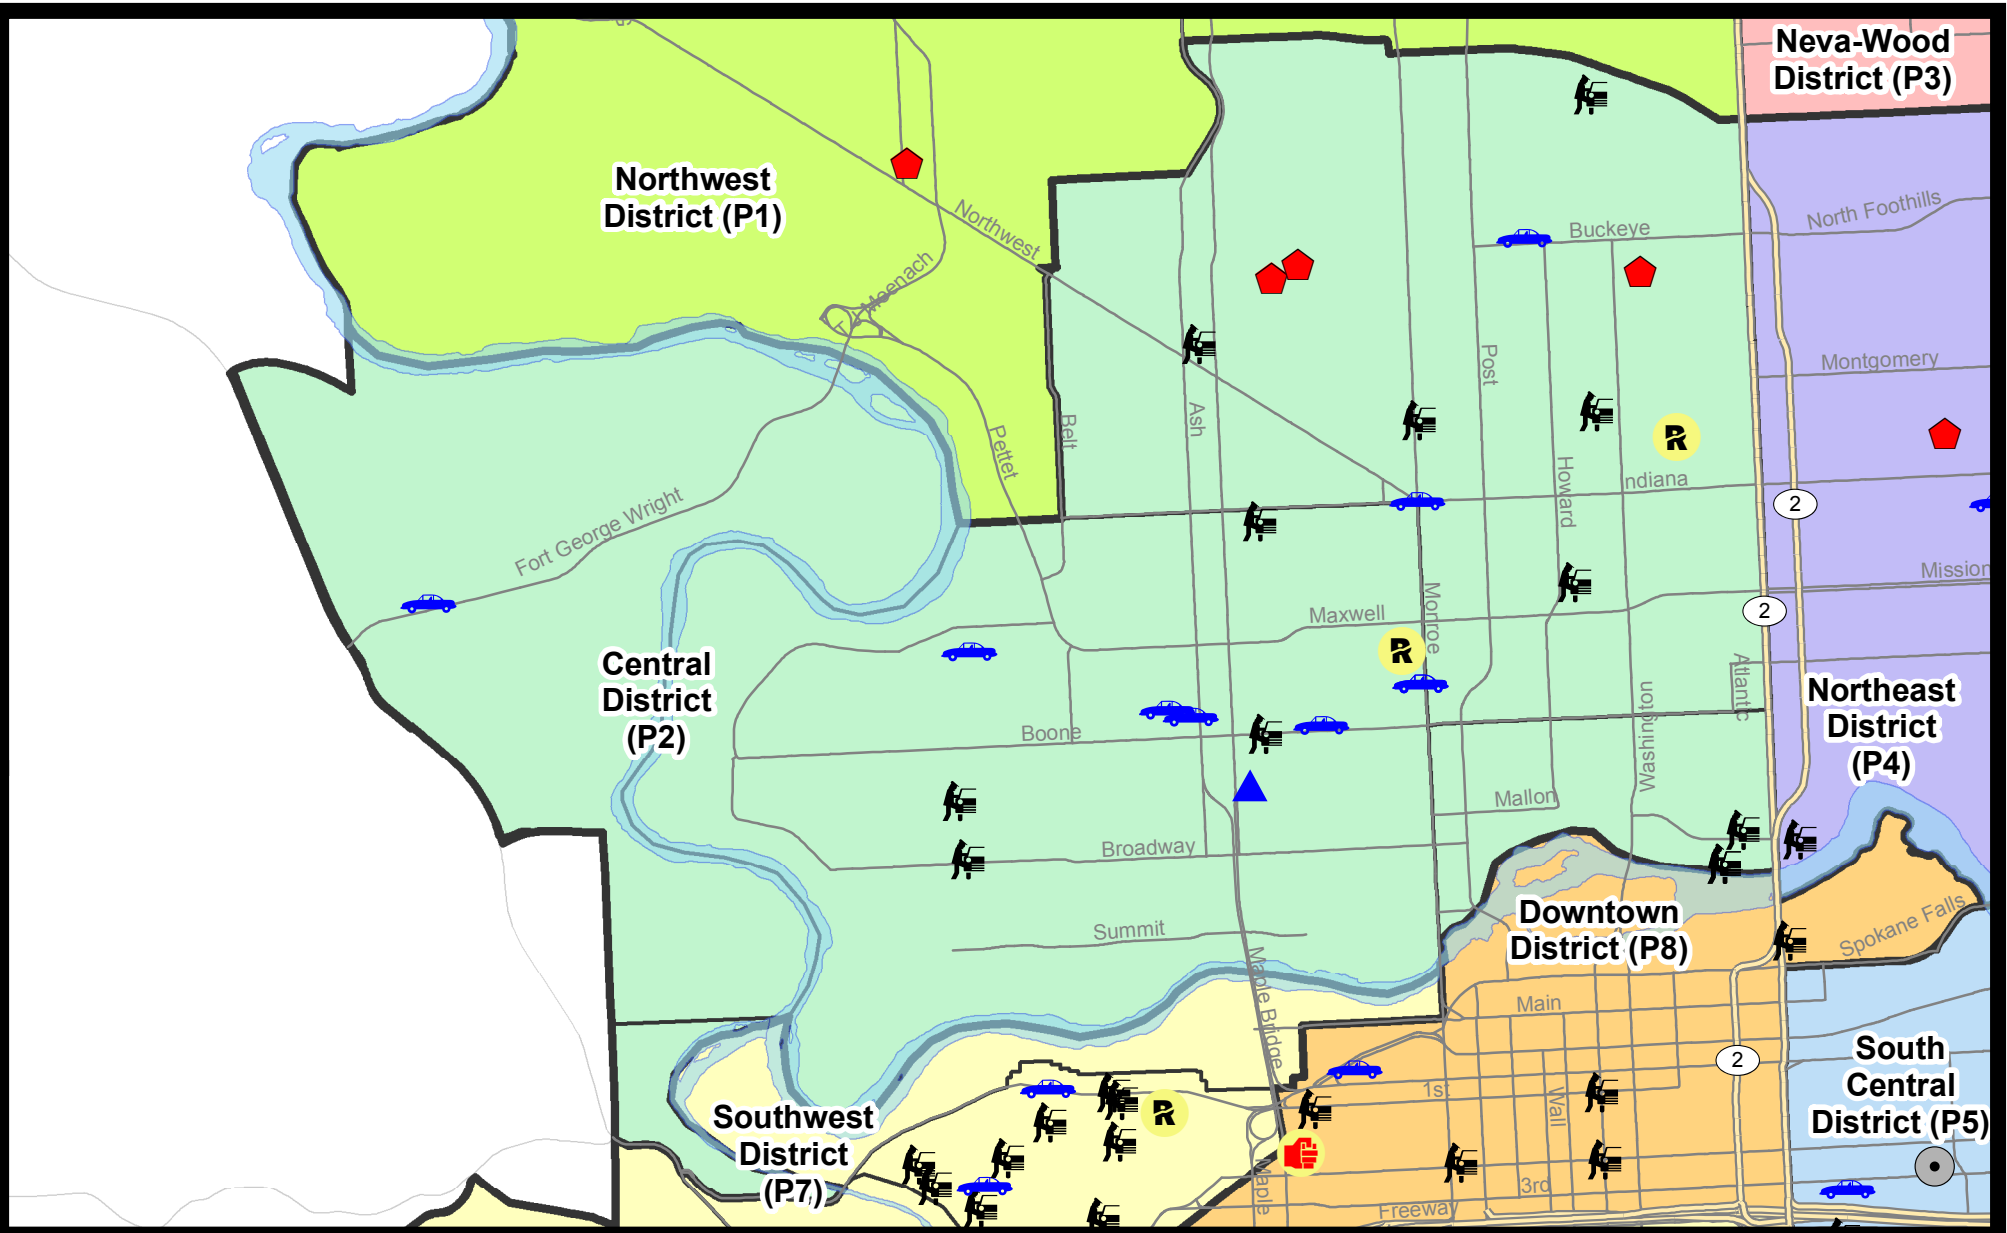 Neva-Wood
District (P3)
Northwest
District (P1)
North Foothills
Buckeye
Northwest
T J Meenach
Montgomery
Post
Ash
Belt
Pettet
R
Howard
ndiana
2
Fort George Wright
Mission
2
Monroe
Maxwell
R
Central
District
(P2)
Atlantic
Northeast
District
(P4)
Washington
Boone
Mallon
Broadway
Downtown
District (P8)
Spokane Falls
Summit
Maple Bridge
Main
2
South
Central
District (P5)
1st
Wall
R
Southwest
District
(P7)
Maple
3rd
Freeway